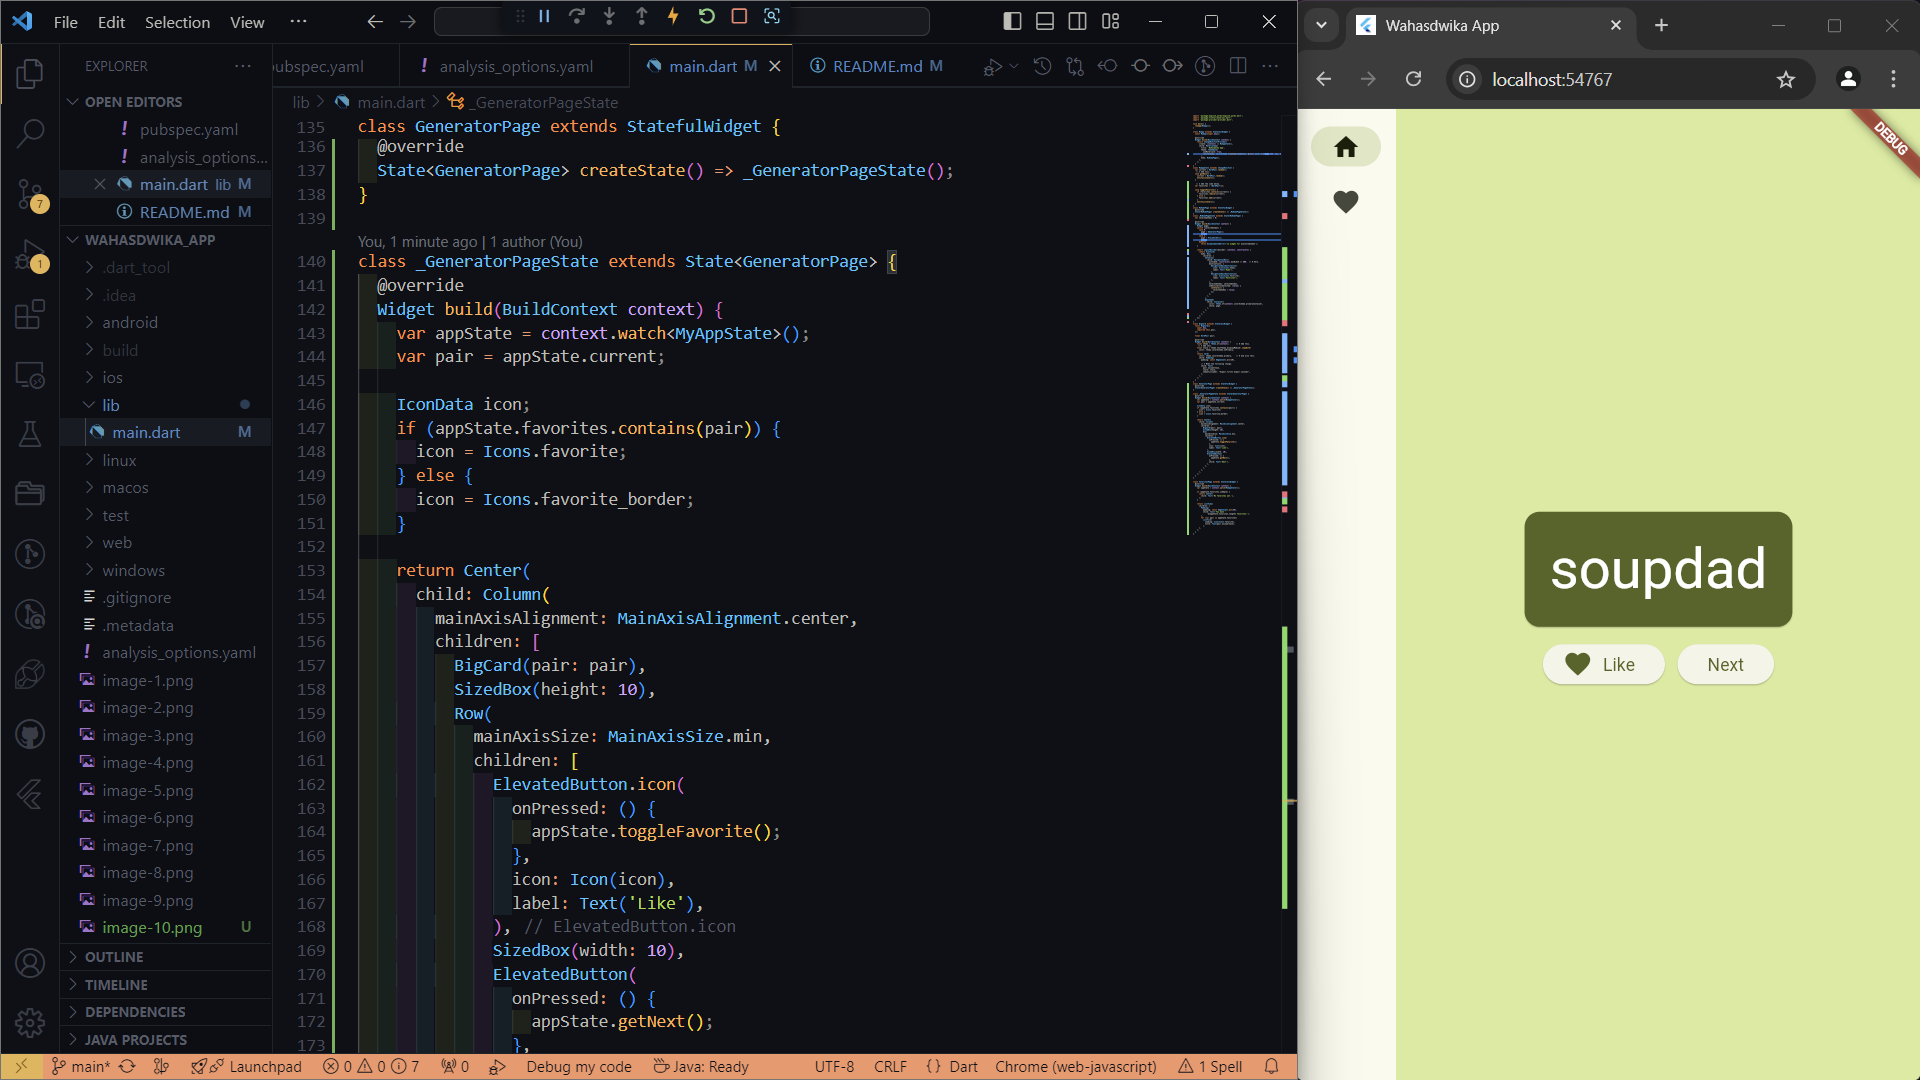 File Edit Selection View ···
EXPLORER ···
OPEN EDITORS
! pubspec.yaml
! analysis_options...
main.dart lib M
README.md M
WAHASDWIKA_APP
.dart_tool
.idea
android
build
ios
lib
main.dart M
linux
macos
test
web
windows
.gitignore
.metadata
! analysis_options.yaml
image-1.png
image-2.png
image-3.png
image-4.png
image-5.png
image-6.png
image-7.png
image-8.png
image-9.png
image-10.png U
OUTLINE
TIMELINE
DEPENDENCIES
JAVA PROJECTS
7
1
pubspec.yaml
! analysis_options.yaml
main.dart M
README.md M
lib > main.dart > _GeneratorPageState
135 class GeneratorPage extends StatefulWidget {
136 @override
137 State<GeneratorPage> createState() => _GeneratorPageState();
138 }
139
You, 1 minute ago | 1 author (You)
140 class _GeneratorPageState extends State<GeneratorPage> {
141 @override
142 Widget build(BuildContext context) {
143 var appState = context.watch<MyAppState>();
144 var pair = appState.current;
145
146 IconData icon;
147 if (appState.favorites.contains(pair)) {
148 icon = Icons.favorite;
149 } else {
150 icon = Icons.favorite_border;
151 }
152
153 return Center(
154 child: Column(
155 mainAxisAlignment: MainAxisAlignment.center,
156 children: [
157 BigCard(pair: pair),
158 SizedBox(height: 10),
159 Row(
160 mainAxisSize: MainAxisSize.min,
161 children: [
162 ElevatedButton.icon(
163 onPressed: () {
164 appState.toggleFavorite();
165 },
166 icon: Icon(icon),
167 label: Text('Like'),
168 ), // ElevatedButton.icon
169 SizedBox(width: 10),
170 ElevatedButton(
171 onPressed: () {
172 appState.getNext();
173 },
main* Launchpad 0 0 7 0 Debug my code Java: Ready UTF-8 CRLF {} Dart Chrome (web-javascript) 1 Spell
Wahasdwika App
localhost:54767
DEBUG
soupdad
Like
Next